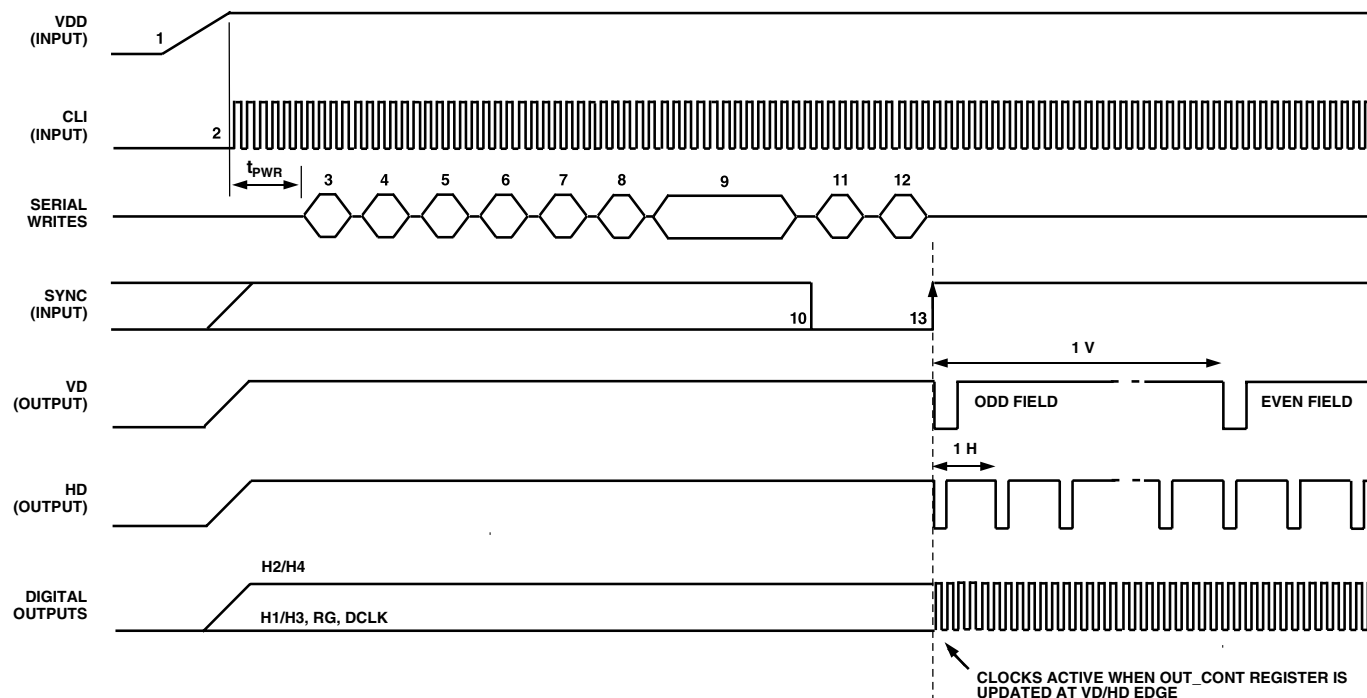 VDD
(INPUT)
1
CLI
(INPUT)
2
tPWR
SERIAL
WRITES
3 4 5 6 7 8 9 11 12
SYNC
(INPUT)
10
13
1 V
VD
(OUTPUT)
ODD FIELD
EVEN FIELD
1 H
HD
(OUTPUT)
H2/H4
DIGITAL
OUTPUTS
H1/H3, RG, DCLK
CLOCKS ACTIVE WHEN OUT_CONT REGISTER IS
UPDATED AT VD/HD EDGE